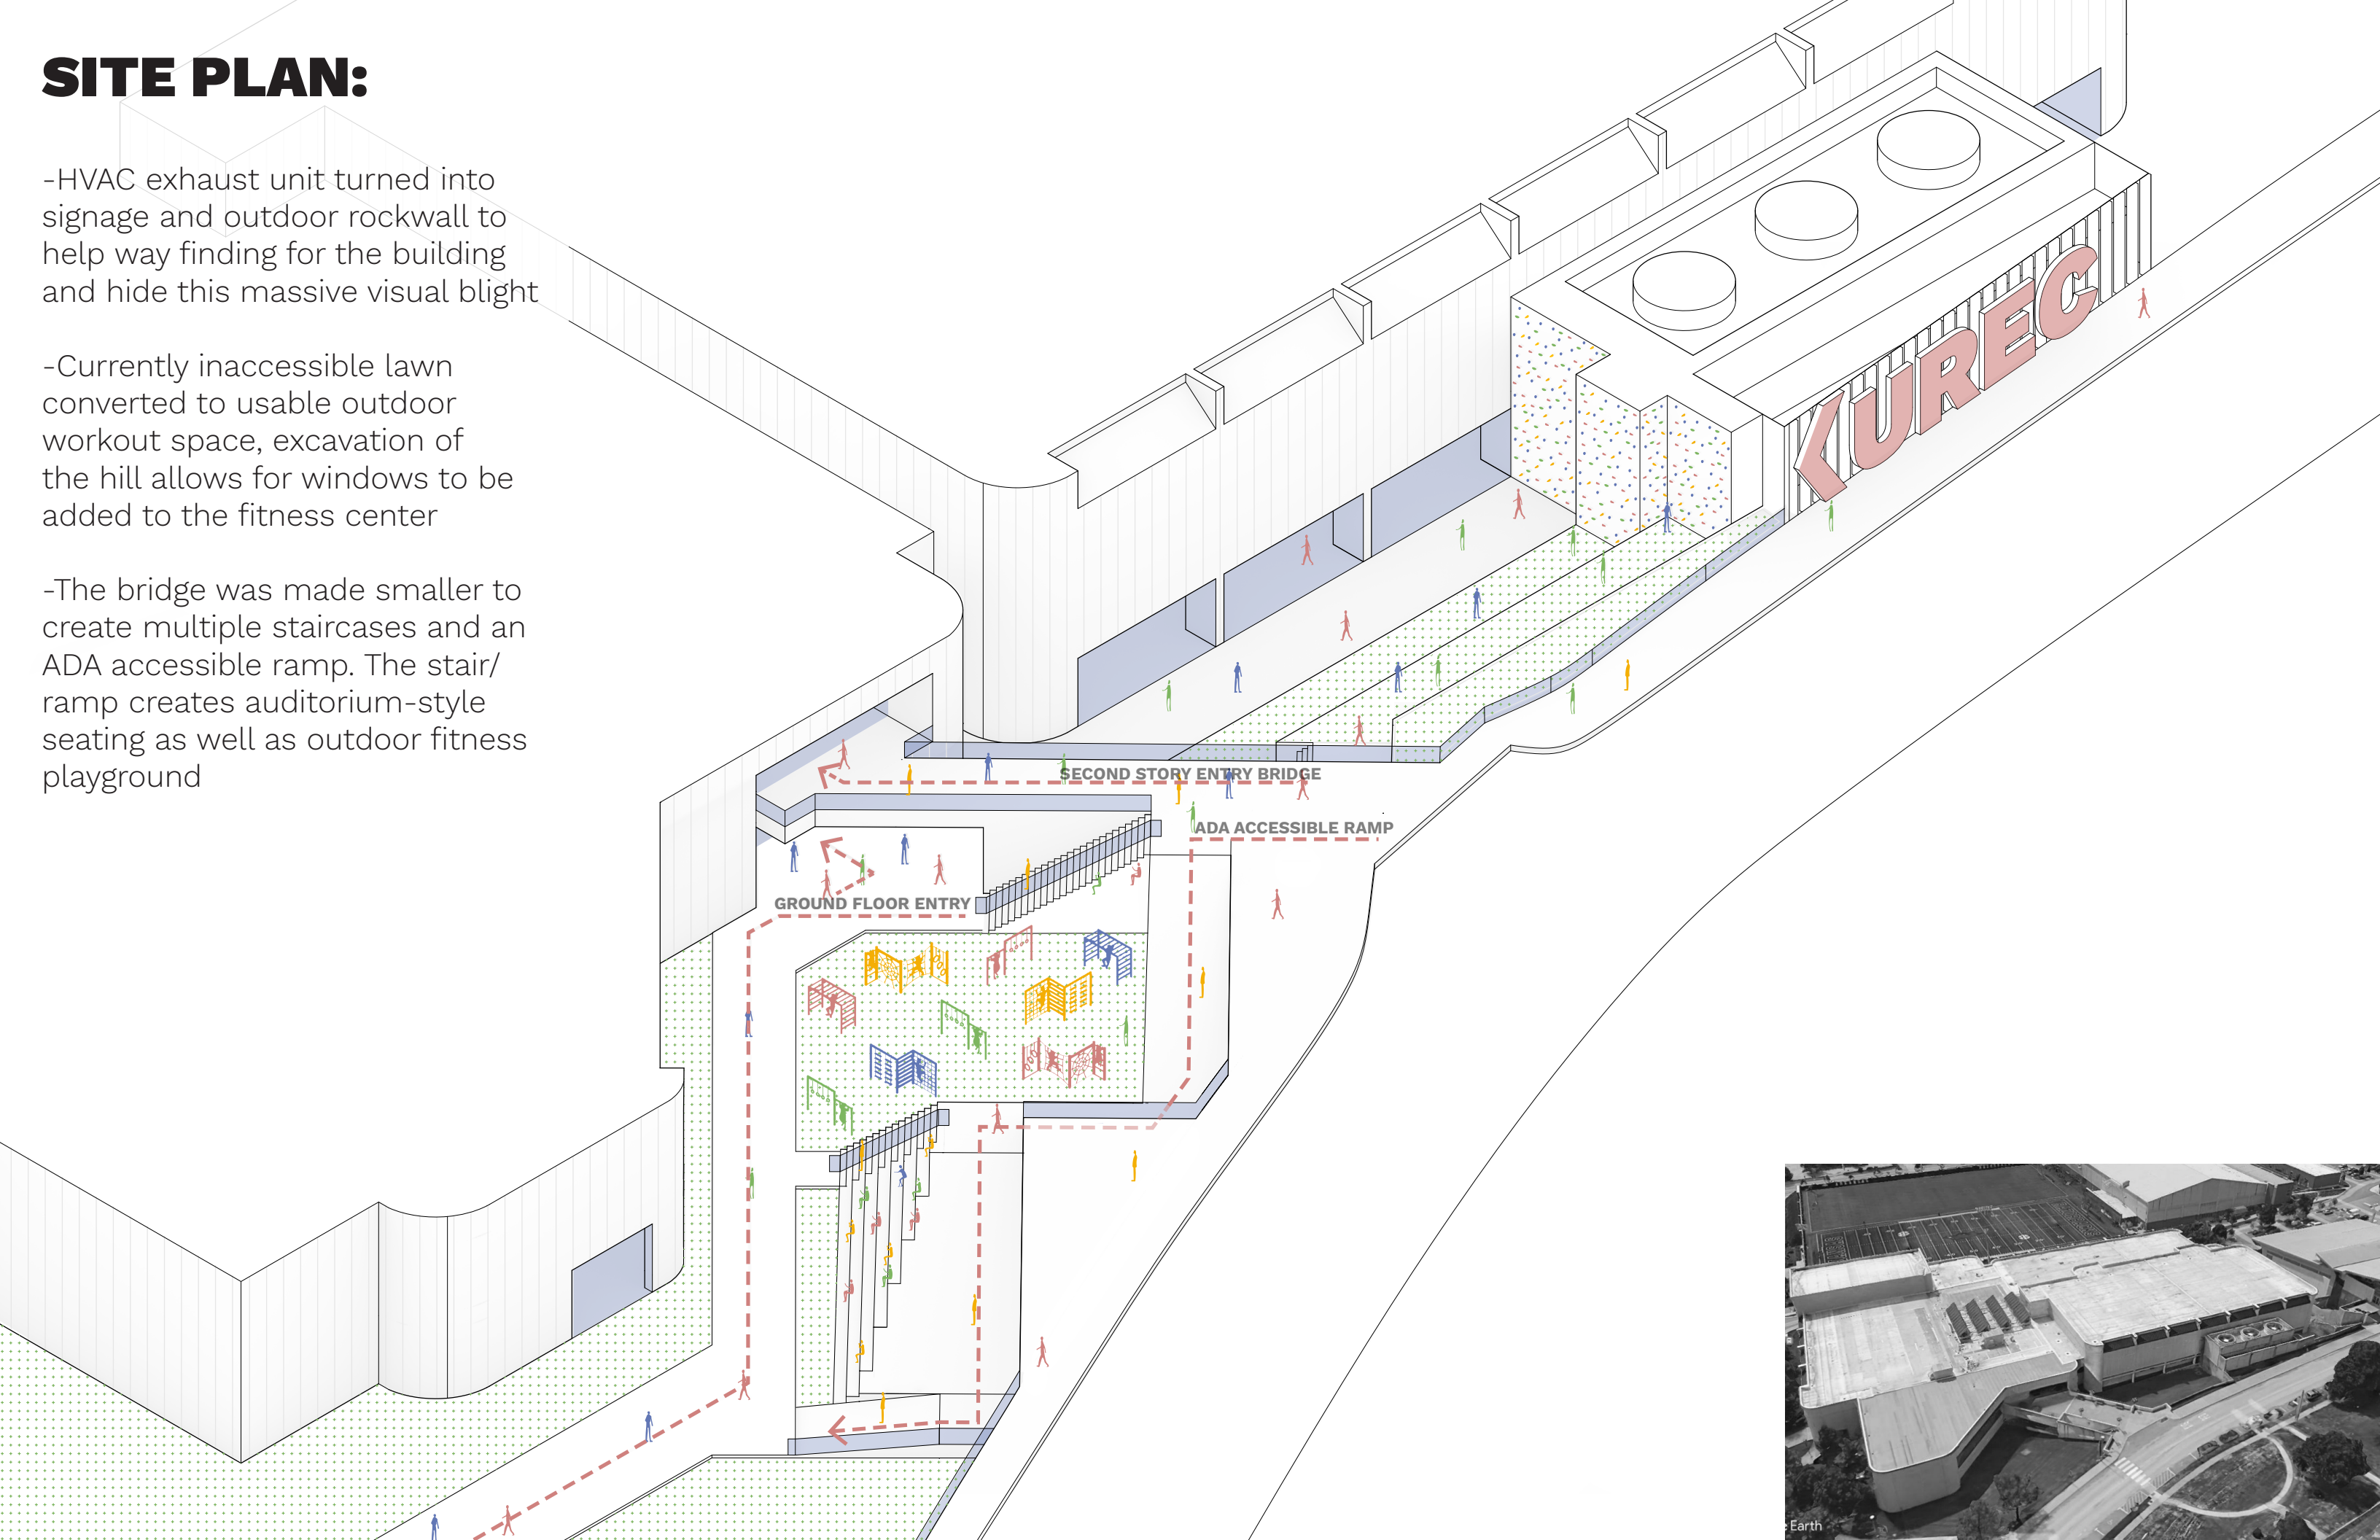 SITE PLAN:
-HVAC exhaust unit turned into
signage and outdoor rockwall to
help way finding for the building
and hide this massive visual blight
-Currently inaccessible lawn
converted to usable outdoor
workout space, excavation of
the hill allows for windows to be
added to the fitness center
-The bridge was made smaller to
create multiple staircases and an
ADA accessible ramp. The stair/
ramp creates auditorium-style
seating as well as outdoor fitness
playground
KUREC
SECOND STORY ENTRY BRIDGE
ADA ACCESSIBLE RAMP
GROUND FLOOR ENTRY
Earth